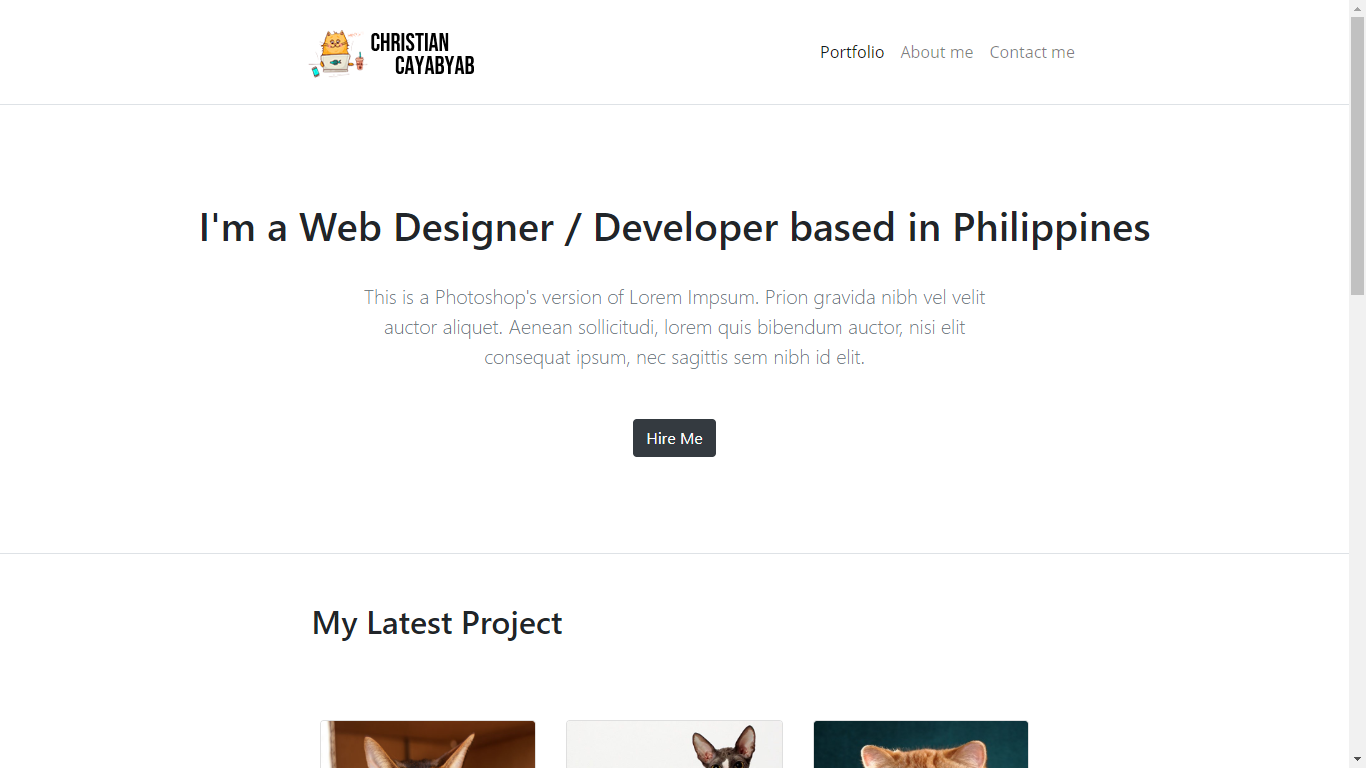 CHRISTIAN
CAYABYAB
Portfolio About me Contact me
I'm a Web Designer / Developer based in Philippines
This is a Photoshop's version of Lorem Impsum. Prion gravida nibh vel velit
auctor aliquet. Aenean sollicitudi, lorem quis bibendum auctor, nisi elit
consequat ipsum, nec sagittis sem nibh id elit.
Hire Me
My Latest Project